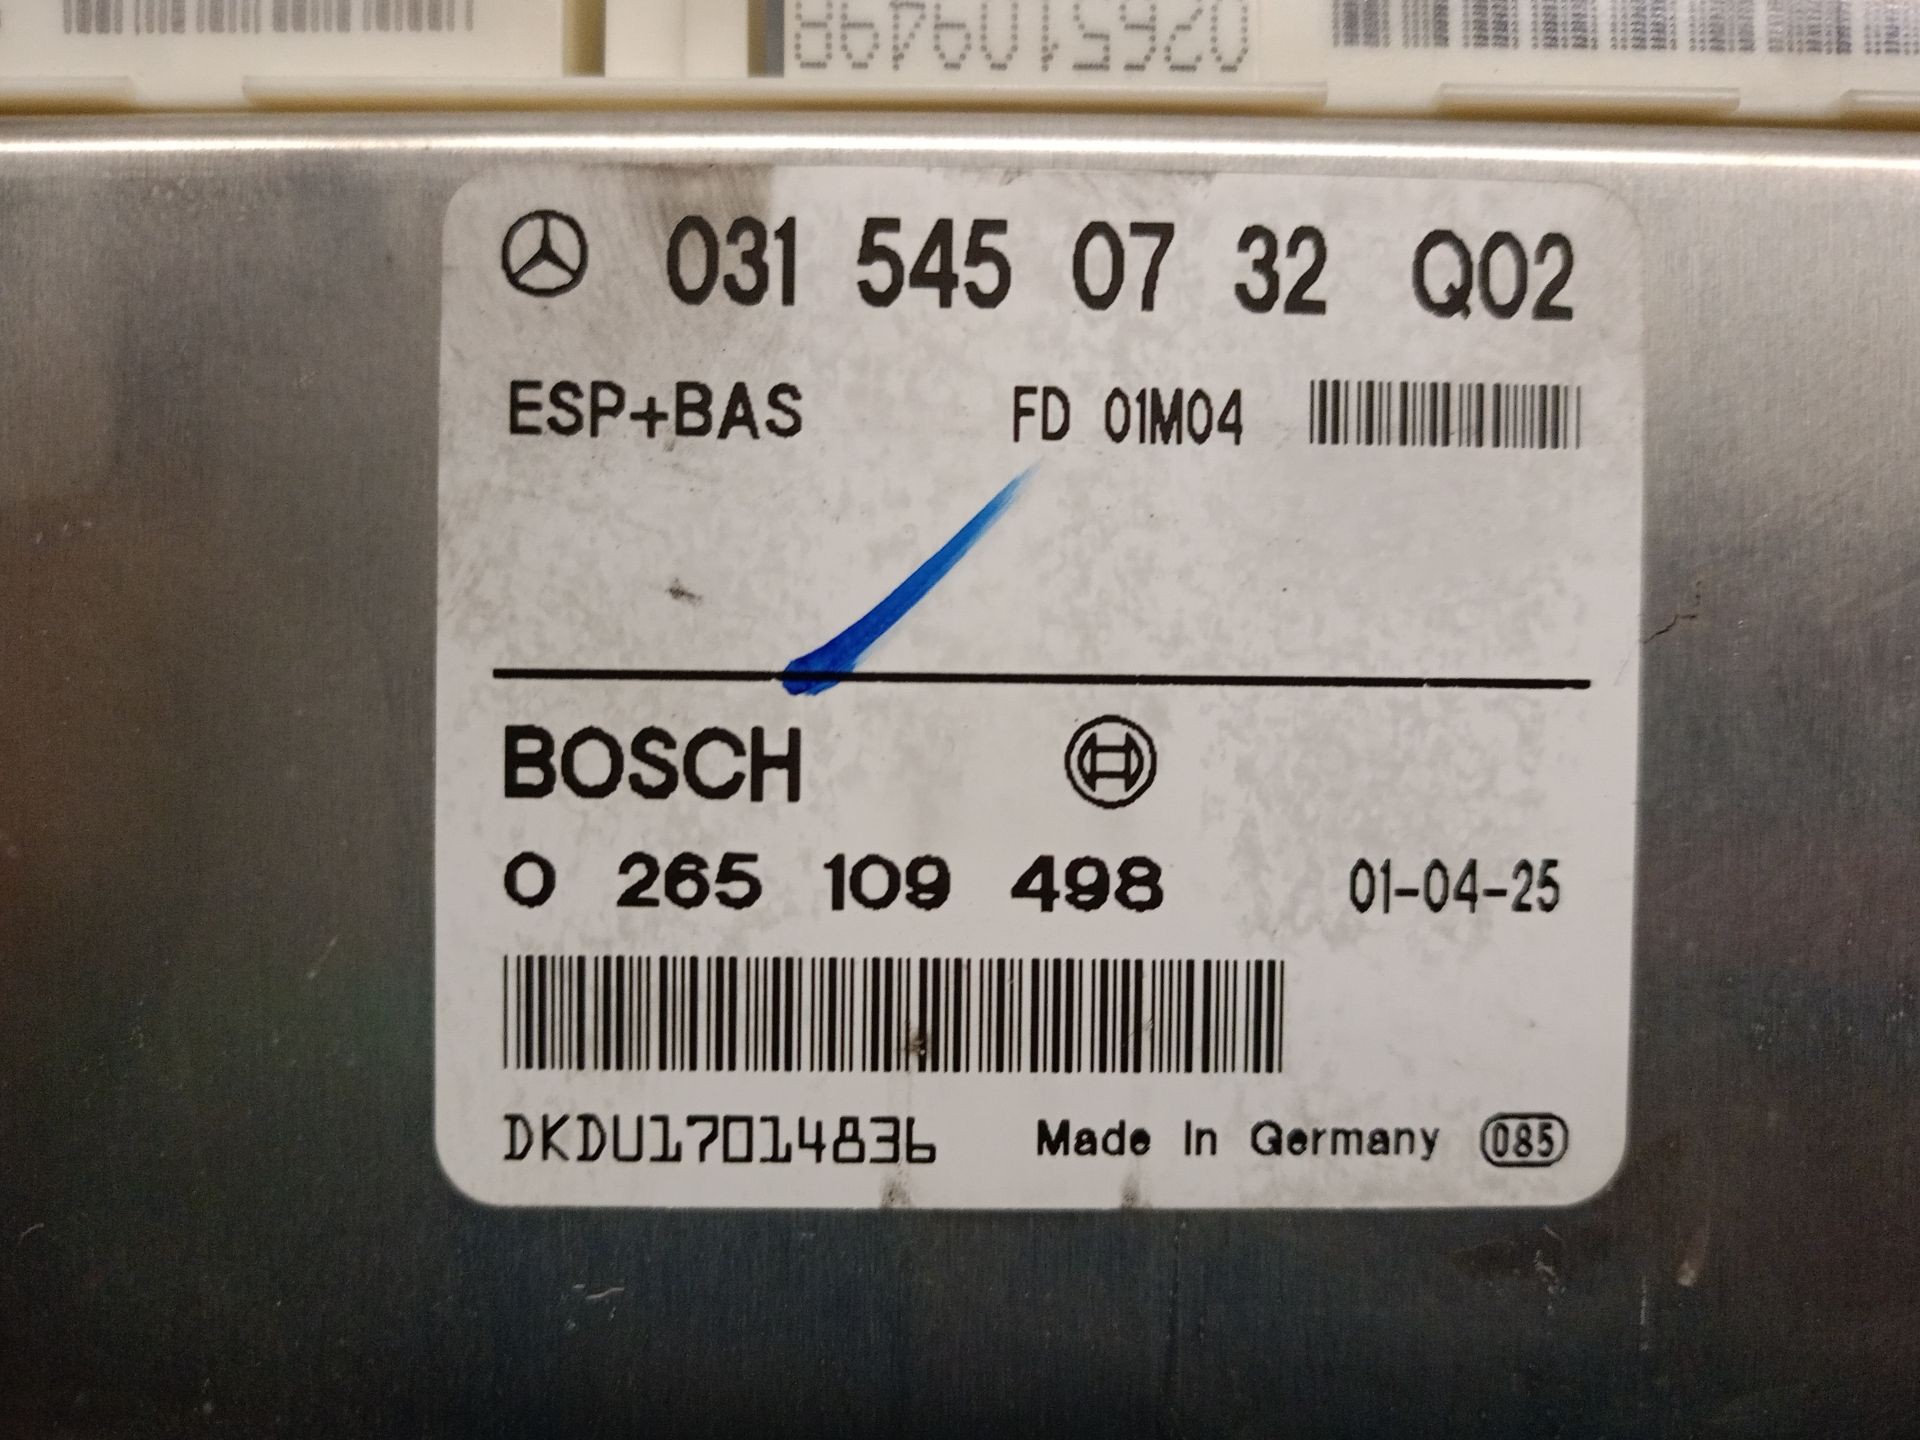 0265109498
031 545 07 32 Q02
ESP+BAS FD 01M04
BOSCH
0 265 109 498 01-04-25
DKDU17014836 Made In Germany 085